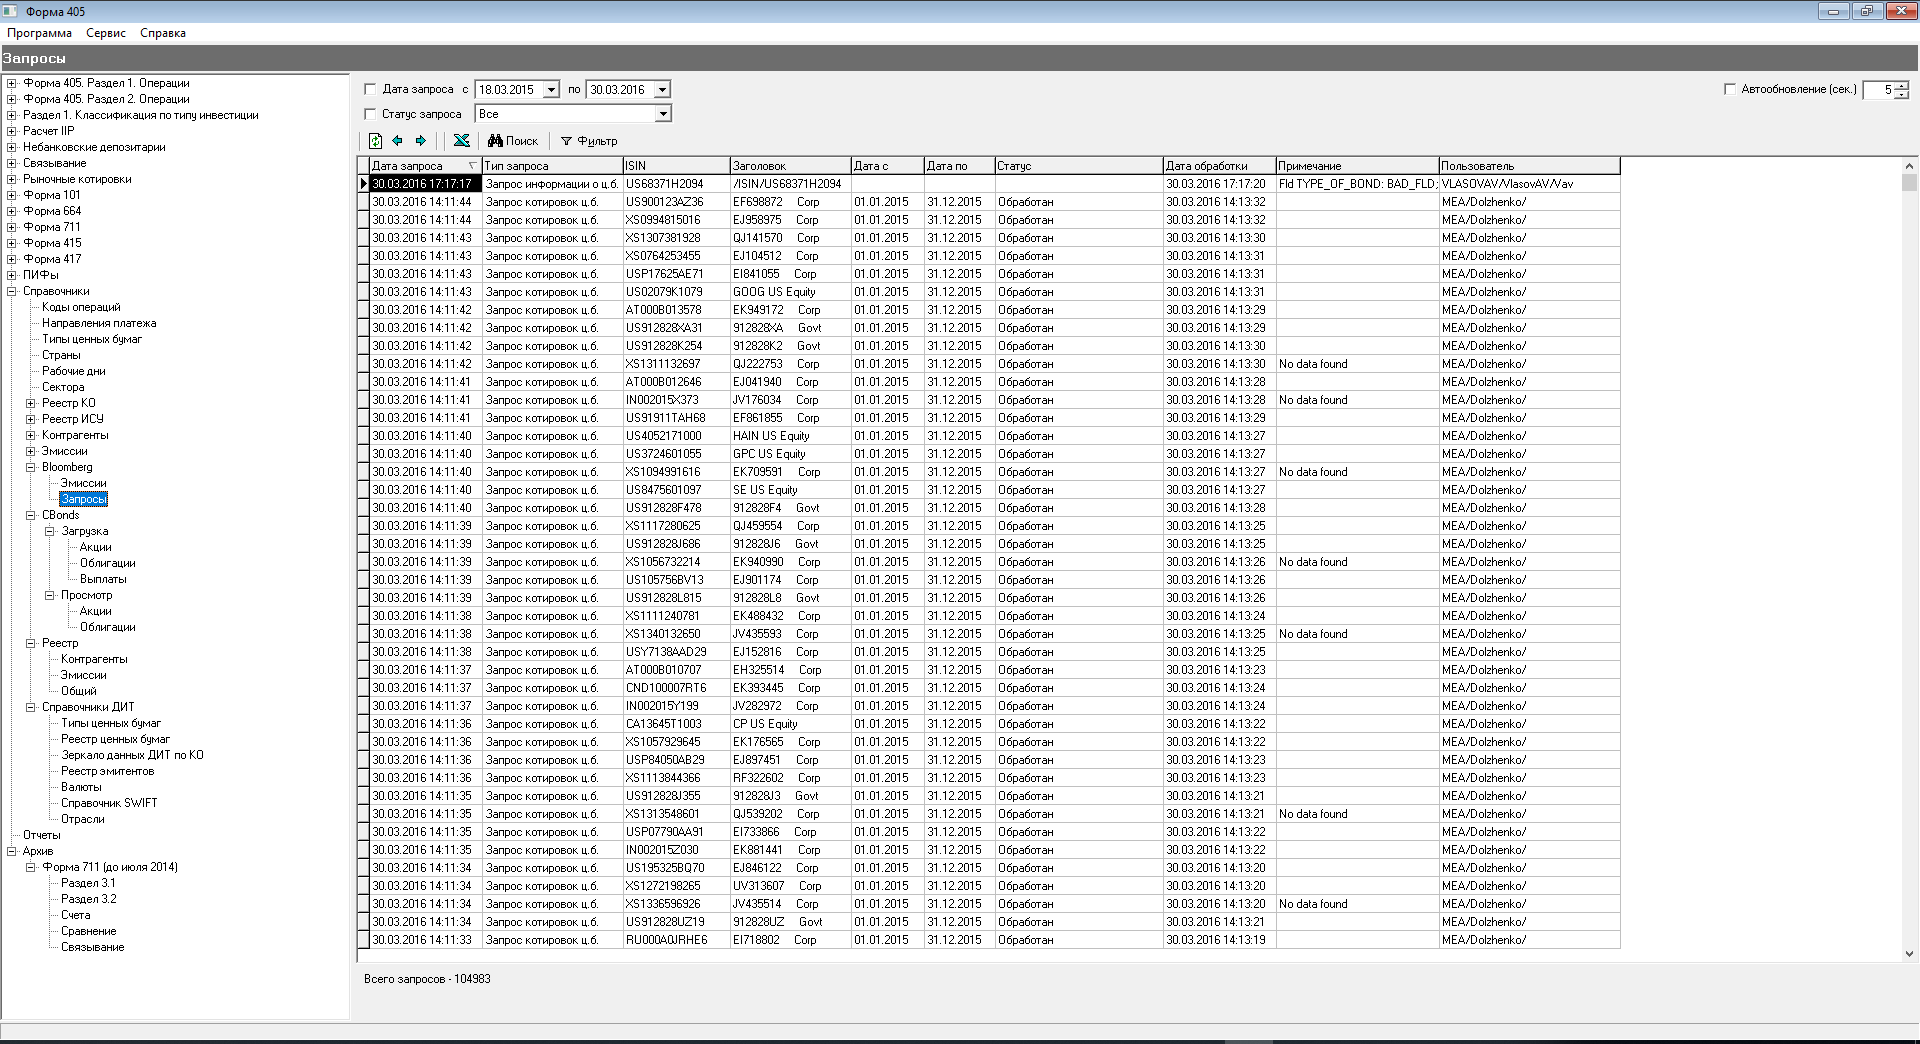 Форма 405
Программа Сервис Справка
Запросы
Форма 405. Раздел 1. Операции
Форма 405. Раздел 2. Операции
Раздел 1. Классификация по типу инвестиции
Расчет IIP
Небанковские депозитарии
Связывание
Рыночные котировки
Форма 101
Форма 664
Форма 711
Форма 415
Форма 417
ПИФы
Справочники
Коды операций
Направления платежа
Типы ценных бумаг
Страны
Рабочие дни
Сектора
Реестр КО
Реестр ИСУ
Контрагенты
Эмиссии
Bloomberg
Эмиссии
Запросы
CBonds
Загрузка
Акции
Облигации
Выплаты
Просмотр
Акции
Облигации
Реестр
Контрагенты
Эмиссии
Общий
Справочники ДИТ
Типы ценных бумаг
Реестр ценных бумаг
Зеркало данных ДИТ по КО
Реестр эмитентов
Валюты
Справочник SWIFT
Отрасли
Отчеты
Архив
Форма 711 (до июля 2014)
Раздел 3.1
Раздел 3.2
Счета
Сравнение
Связывание
Дата запроса с 18.03.2015 по 30.03.2016 Автообновление (сек.) 5
Статус запроса Все
Поиск Фильтр
Дата запроса Тип запроса ISIN Заголовок Дата с Дата по Статус Дата обработки Примечание Пользователь
30.03.2016 17:17:17 Запрос информации о ц.б. US68371H2094 /ISIN/US68371H2094 30.03.2016 17:17:20 Fld TYPE_OF_BOND: BAD_FLD; VLASOVAV/VlasovAV/Vav
30.03.2016 14:11:44 Запрос котировок ц.б. US900123AZ36 EF698872 Corp 01.01.2015 31.12.2015 Обработан 30.03.2016 14:13:32 MEA/Dolzhenko/
30.03.2016 14:11:44 Запрос котировок ц.б. XS0994815016 EJ958975 Corp 01.01.2015 31.12.2015 Обработан 30.03.2016 14:13:32 MEA/Dolzhenko/
30.03.2016 14:11:43 Запрос котировок ц.б. XS1307381928 QJ141570 Corp 01.01.2015 31.12.2015 Обработан 30.03.2016 14:13:30 MEA/Dolzhenko/
30.03.2016 14:11:43 Запрос котировок ц.б. XS0764253455 EJ104512 Corp 01.01.2015 31.12.2015 Обработан 30.03.2016 14:13:31 MEA/Dolzhenko/
30.03.2016 14:11:43 Запрос котировок ц.б. USP17625AE71 EI841055 Corp 01.01.2015 31.12.2015 Обработан 30.03.2016 14:13:31 MEA/Dolzhenko/
30.03.2016 14:11:43 Запрос котировок ц.б. US02079K1079 GOOG US Equity 01.01.2015 31.12.2015 Обработан 30.03.2016 14:13:31 MEA/Dolzhenko/
30.03.2016 14:11:42 Запрос котировок ц.б. AT000B013578 EK949172 Corp 01.01.2015 31.12.2015 Обработан 30.03.2016 14:13:29 MEA/Dolzhenko/
30.03.2016 14:11:42 Запрос котировок ц.б. US912828XA31 912828XA Govt 01.01.2015 31.12.2015 Обработан 30.03.2016 14:13:29 MEA/Dolzhenko/
30.03.2016 14:11:42 Запрос котировок ц.б. US912828K254 912828K2 Govt 01.01.2015 31.12.2015 Обработан 30.03.2016 14:13:30 MEA/Dolzhenko/
30.03.2016 14:11:42 Запрос котировок ц.б. XS1311132697 QJ222753 Corp 01.01.2015 31.12.2015 Обработан 30.03.2016 14:13:30 No data found MEA/Dolzhenko/
30.03.2016 14:11:41 Запрос котировок ц.б. AT000B012646 EJ041940 Corp 01.01.2015 31.12.2015 Обработан 30.03.2016 14:13:28 MEA/Dolzhenko/
30.03.2016 14:11:41 Запрос котировок ц.б. IN002015X373 JV176034 Corp 01.01.2015 31.12.2015 Обработан 30.03.2016 14:13:28 No data found MEA/Dolzhenko/
30.03.2016 14:11:41 Запрос котировок ц.б. US91911TAH68 EF861855 Corp 01.01.2015 31.12.2015 Обработан 30.03.2016 14:13:29 MEA/Dolzhenko/
30.03.2016 14:11:40 Запрос котировок ц.б. US4052171000 HAIN US Equity 01.01.2015 31.12.2015 Обработан 30.03.2016 14:13:27 MEA/Dolzhenko/
30.03.2016 14:11:40 Запрос котировок ц.б. US3724601055 GPC US Equity 01.01.2015 31.12.2015 Обработан 30.03.2016 14:13:27 MEA/Dolzhenko/
30.03.2016 14:11:40 Запрос котировок ц.б. XS1094991616 EK709591 Corp 01.01.2015 31.12.2015 Обработан 30.03.2016 14:13:27 No data found MEA/Dolzhenko/
30.03.2016 14:11:40 Запрос котировок ц.б. US8475601097 SE US Equity 01.01.2015 31.12.2015 Обработан 30.03.2016 14:13:27 MEA/Dolzhenko/
30.03.2016 14:11:40 Запрос котировок ц.б. US912828F478 912828F4 Govt 01.01.2015 31.12.2015 Обработан 30.03.2016 14:13:28 MEA/Dolzhenko/
30.03.2016 14:11:39 Запрос котировок ц.б. XS1117280625 QJ459554 Corp 01.01.2015 31.12.2015 Обработан 30.03.2016 14:13:25 MEA/Dolzhenko/
30.03.2016 14:11:39 Запрос котировок ц.б. US912828J686 912828J6 Govt 01.01.2015 31.12.2015 Обработан 30.03.2016 14:13:25 MEA/Dolzhenko/
30.03.2016 14:11:39 Запрос котировок ц.б. XS1056732214 EK940990 Corp 01.01.2015 31.12.2015 Обработан 30.03.2016 14:13:26 No data found MEA/Dolzhenko/
30.03.2016 14:11:39 Запрос котировок ц.б. US105756BV13 EJ901174 Corp 01.01.2015 31.12.2015 Обработан 30.03.2016 14:13:26 MEA/Dolzhenko/
30.03.2016 14:11:39 Запрос котировок ц.б. US912828L815 912828L8 Govt 01.01.2015 31.12.2015 Обработан 30.03.2016 14:13:26 MEA/Dolzhenko/
30.03.2016 14:11:38 Запрос котировок ц.б. XS1111240781 EK488432 Corp 01.01.2015 31.12.2015 Обработан 30.03.2016 14:13:24 MEA/Dolzhenko/
30.03.2016 14:11:38 Запрос котировок ц.б. XS1340132650 JV435593 Corp 01.01.2015 31.12.2015 Обработан 30.03.2016 14:13:25 No data found MEA/Dolzhenko/
30.03.2016 14:11:38 Запрос котировок ц.б. USY7138AAD29 EJ152816 Corp 01.01.2015 31.12.2015 Обработан 30.03.2016 14:13:25 MEA/Dolzhenko/
30.03.2016 14:11:37 Запрос котировок ц.б. AT000B010707 EH325514 Corp 01.01.2015 31.12.2015 Обработан 30.03.2016 14:13:23 MEA/Dolzhenko/
30.03.2016 14:11:37 Запрос котировок ц.б. CND100007RT6 EK393445 Corp 01.01.2015 31.12.2015 Обработан 30.03.2016 14:13:24 MEA/Dolzhenko/
30.03.2016 14:11:37 Запрос котировок ц.б. IN002015Y199 JV282972 Corp 01.01.2015 31.12.2015 Обработан 30.03.2016 14:13:24 MEA/Dolzhenko/
30.03.2016 14:11:36 Запрос котировок ц.б. CA13645T1003 CP US Equity 01.01.2015 31.12.2015 Обработан 30.03.2016 14:13:22 MEA/Dolzhenko/
30.03.2016 14:11:36 Запрос котировок ц.б. XS1057929645 EK176565 Corp 01.01.2015 31.12.2015 Обработан 30.03.2016 14:13:22 MEA/Dolzhenko/
30.03.2016 14:11:36 Запрос котировок ц.б. USP84050AB29 EJ897451 Corp 01.01.2015 31.12.2015 Обработан 30.03.2016 14:13:23 MEA/Dolzhenko/
30.03.2016 14:11:36 Запрос котировок ц.б. XS1113844366 RF322602 Corp 01.01.2015 31.12.2015 Обработан 30.03.2016 14:13:23 MEA/Dolzhenko/
30.03.2016 14:11:35 Запрос котировок ц.б. US912828J355 912828J3 Govt 01.01.2015 31.12.2015 Обработан 30.03.2016 14:13:21 MEA/Dolzhenko/
30.03.2016 14:11:35 Запрос котировок ц.б. XS1313548601 QJ539202 Corp 01.01.2015 31.12.2015 Обработан 30.03.2016 14:13:21 No data found MEA/Dolzhenko/
30.03.2016 14:11:35 Запрос котировок ц.б. USP07790AA91 EI733866 Corp 01.01.2015 31.12.2015 Обработан 30.03.2016 14:13:22 MEA/Dolzhenko/
30.03.2016 14:11:35 Запрос котировок ц.б. IN002015Z030 EK881441 Corp 01.01.2015 31.12.2015 Обработан 30.03.2016 14:13:22 MEA/Dolzhenko/
30.03.2016 14:11:34 Запрос котировок ц.б. US195325BQ70 EJ846122 Corp 01.01.2015 31.12.2015 Обработан 30.03.2016 14:13:20 MEA/Dolzhenko/
30.03.2016 14:11:34 Запрос котировок ц.б. XS1272198265 UV313607 Corp 01.01.2015 31.12.2015 Обработан 30.03.2016 14:13:20 MEA/Dolzhenko/
30.03.2016 14:11:34 Запрос котировок ц.б. XS1336596926 JV435514 Corp 01.01.2015 31.12.2015 Обработан 30.03.2016 14:13:20 No data found MEA/Dolzhenko/
30.03.2016 14:11:34 Запрос котировок ц.б. US912828UZ19 912828UZ Govt 01.01.2015 31.12.2015 Обработан 30.03.2016 14:13:21 MEA/Dolzhenko/
30.03.2016 14:11:33 Запрос котировок ц.б. RU000A0JRHE6 EI718802 Corp 01.01.2015 31.12.2015 Обработан 30.03.2016 14:13:19 MEA/Dolzhenko/
Всего запросов - 104983